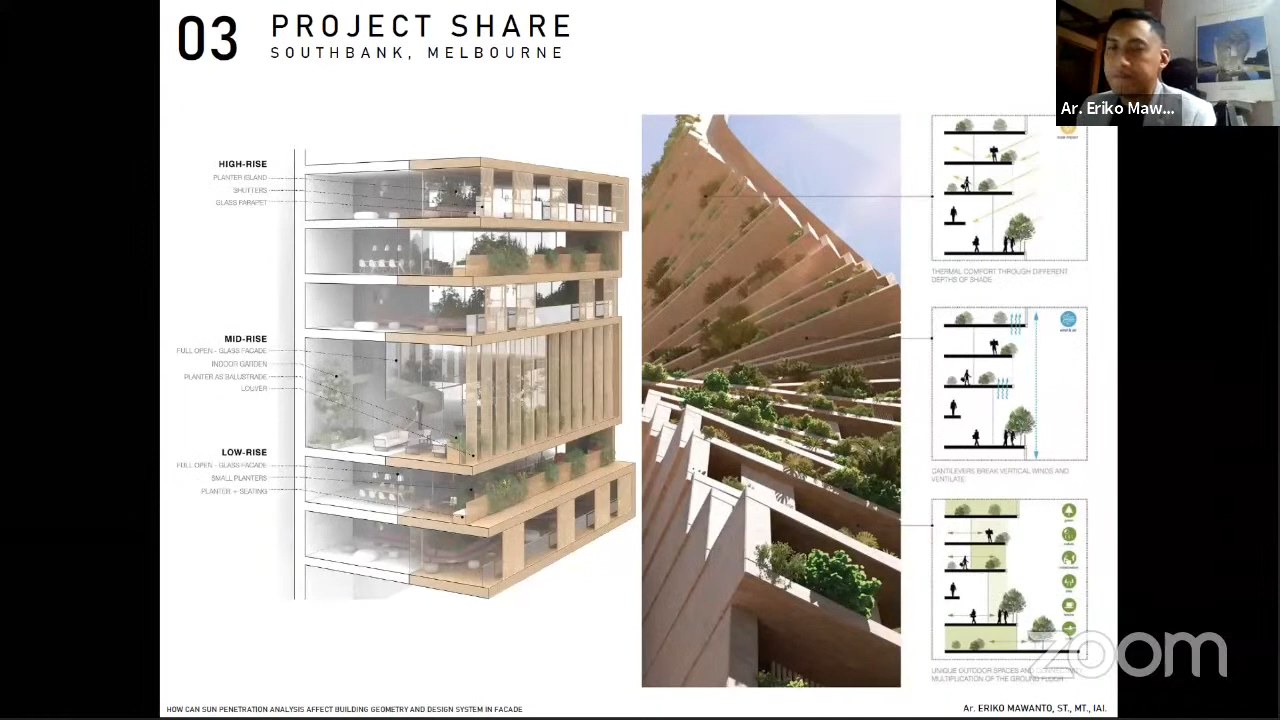 03 PROJECT SHARE
SOUTHBANK, MELBOURNE
Ar. Eriko Maw...
HIGH-RISE
PLANTER ISLAND
SHUTTERS
GLASS PARAPET
MID-RISE
FULL OPEN - GLASS FACADE
INDOOR GARDEN
PLANTER AS BALUSTRADE
LOUVER
LOW-RISE
FULL OPEN - GLASS FACADE
SMALL PLANTERS
PLANTER + SEATING
THERMAL COMFORT THROUGH DIFFERENT
DEPTHS OF SHADE
CANTILEVERS BREAK VERTICAL WINDS AND
VENTILATE
UNIQUE OUTDOOR SPACES AND
MULTIPLICATION OF THE GROUND FLOOR
zoom
HOW CAN SUN PENETRATION ANALYSIS AFFECT BUILDING GEOMETRY AND DESIGN SYSTEM IN FACADE
Ar. ERIKO MAWANTO, ST., MT., IAI.